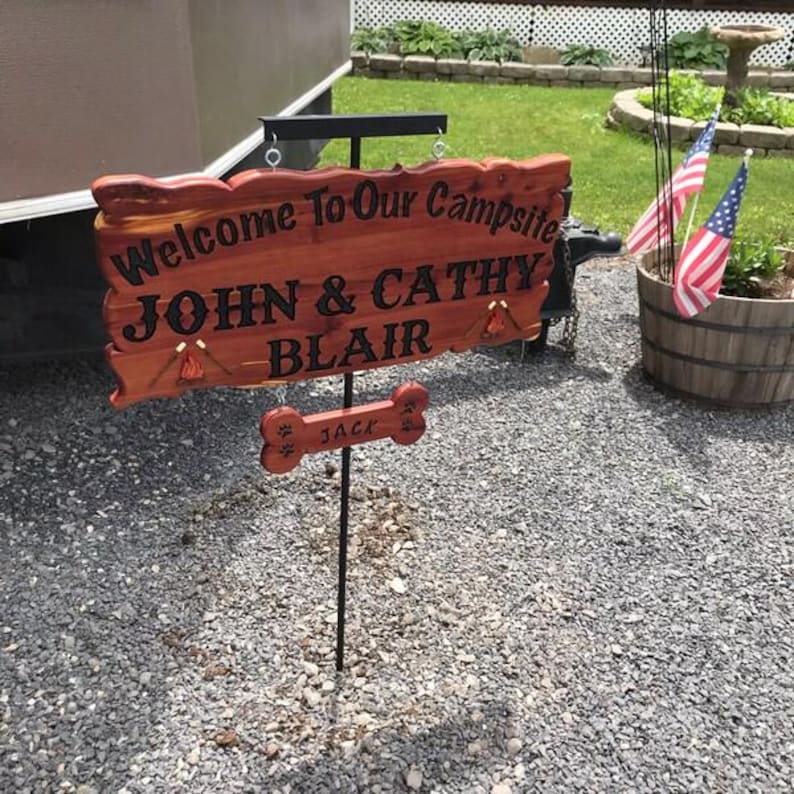 Welcome To Our Campsite
JOHN & CATHY
BLAIR
JACK